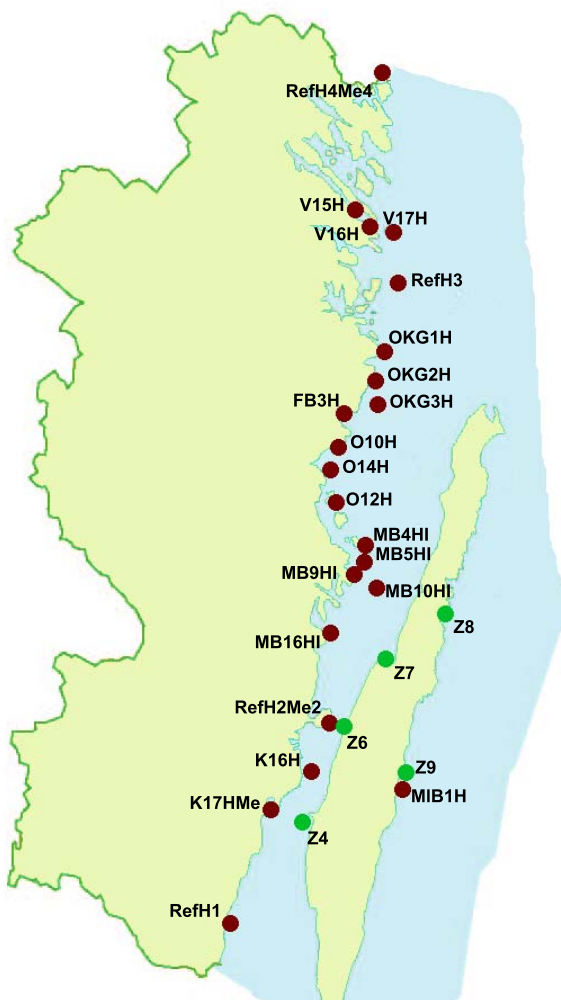 RefH4Me4
V15H
V17H
V16H
RefH3
OKG1H
OKG2H
FB3H
OKG3H
O10H
O14H
O12H
MB4HI
MB5HI
MB9HI
MB10HI
Z8
MB16HI
Z7
RefH2Me2
Z6
K16H
Z9
MIB1H
K17HMe
Z4
RefH1